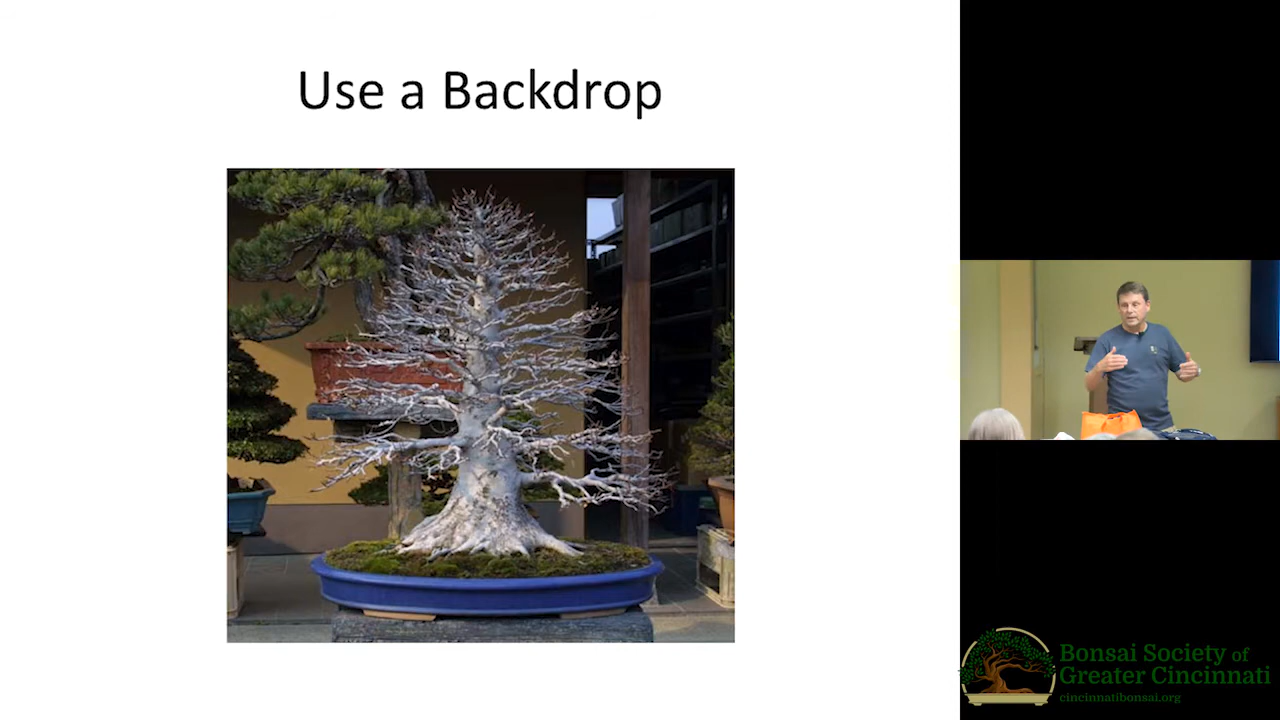 Use a Backdrop
Bonsai Society of
Greater Cincinnati
cincinnatibonsai.org